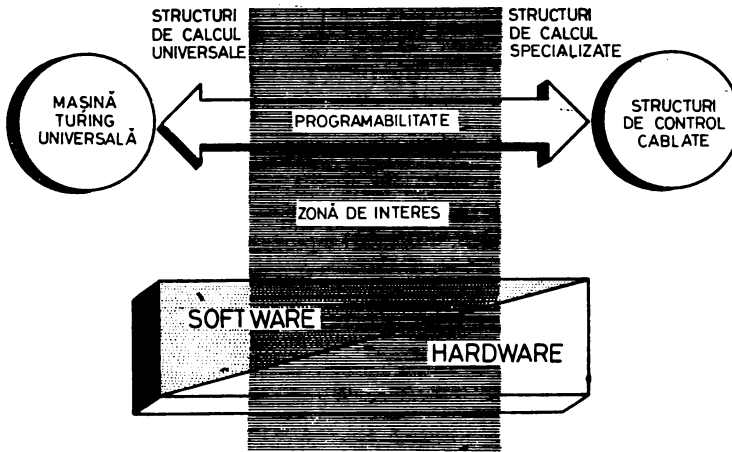 STRUCTURI
DE CALCUL
UNIVERSALE
STRUCTURI
DE CALCUL
SPECIALIZATE
MAȘINĂ
TURING
UNIVERSALĂ
PROGRAMABILITATE
STRUCTURI
DE CONTROL
CABLATE
ZONĂ DE INTERES
SOFTWARE
HARDWARE